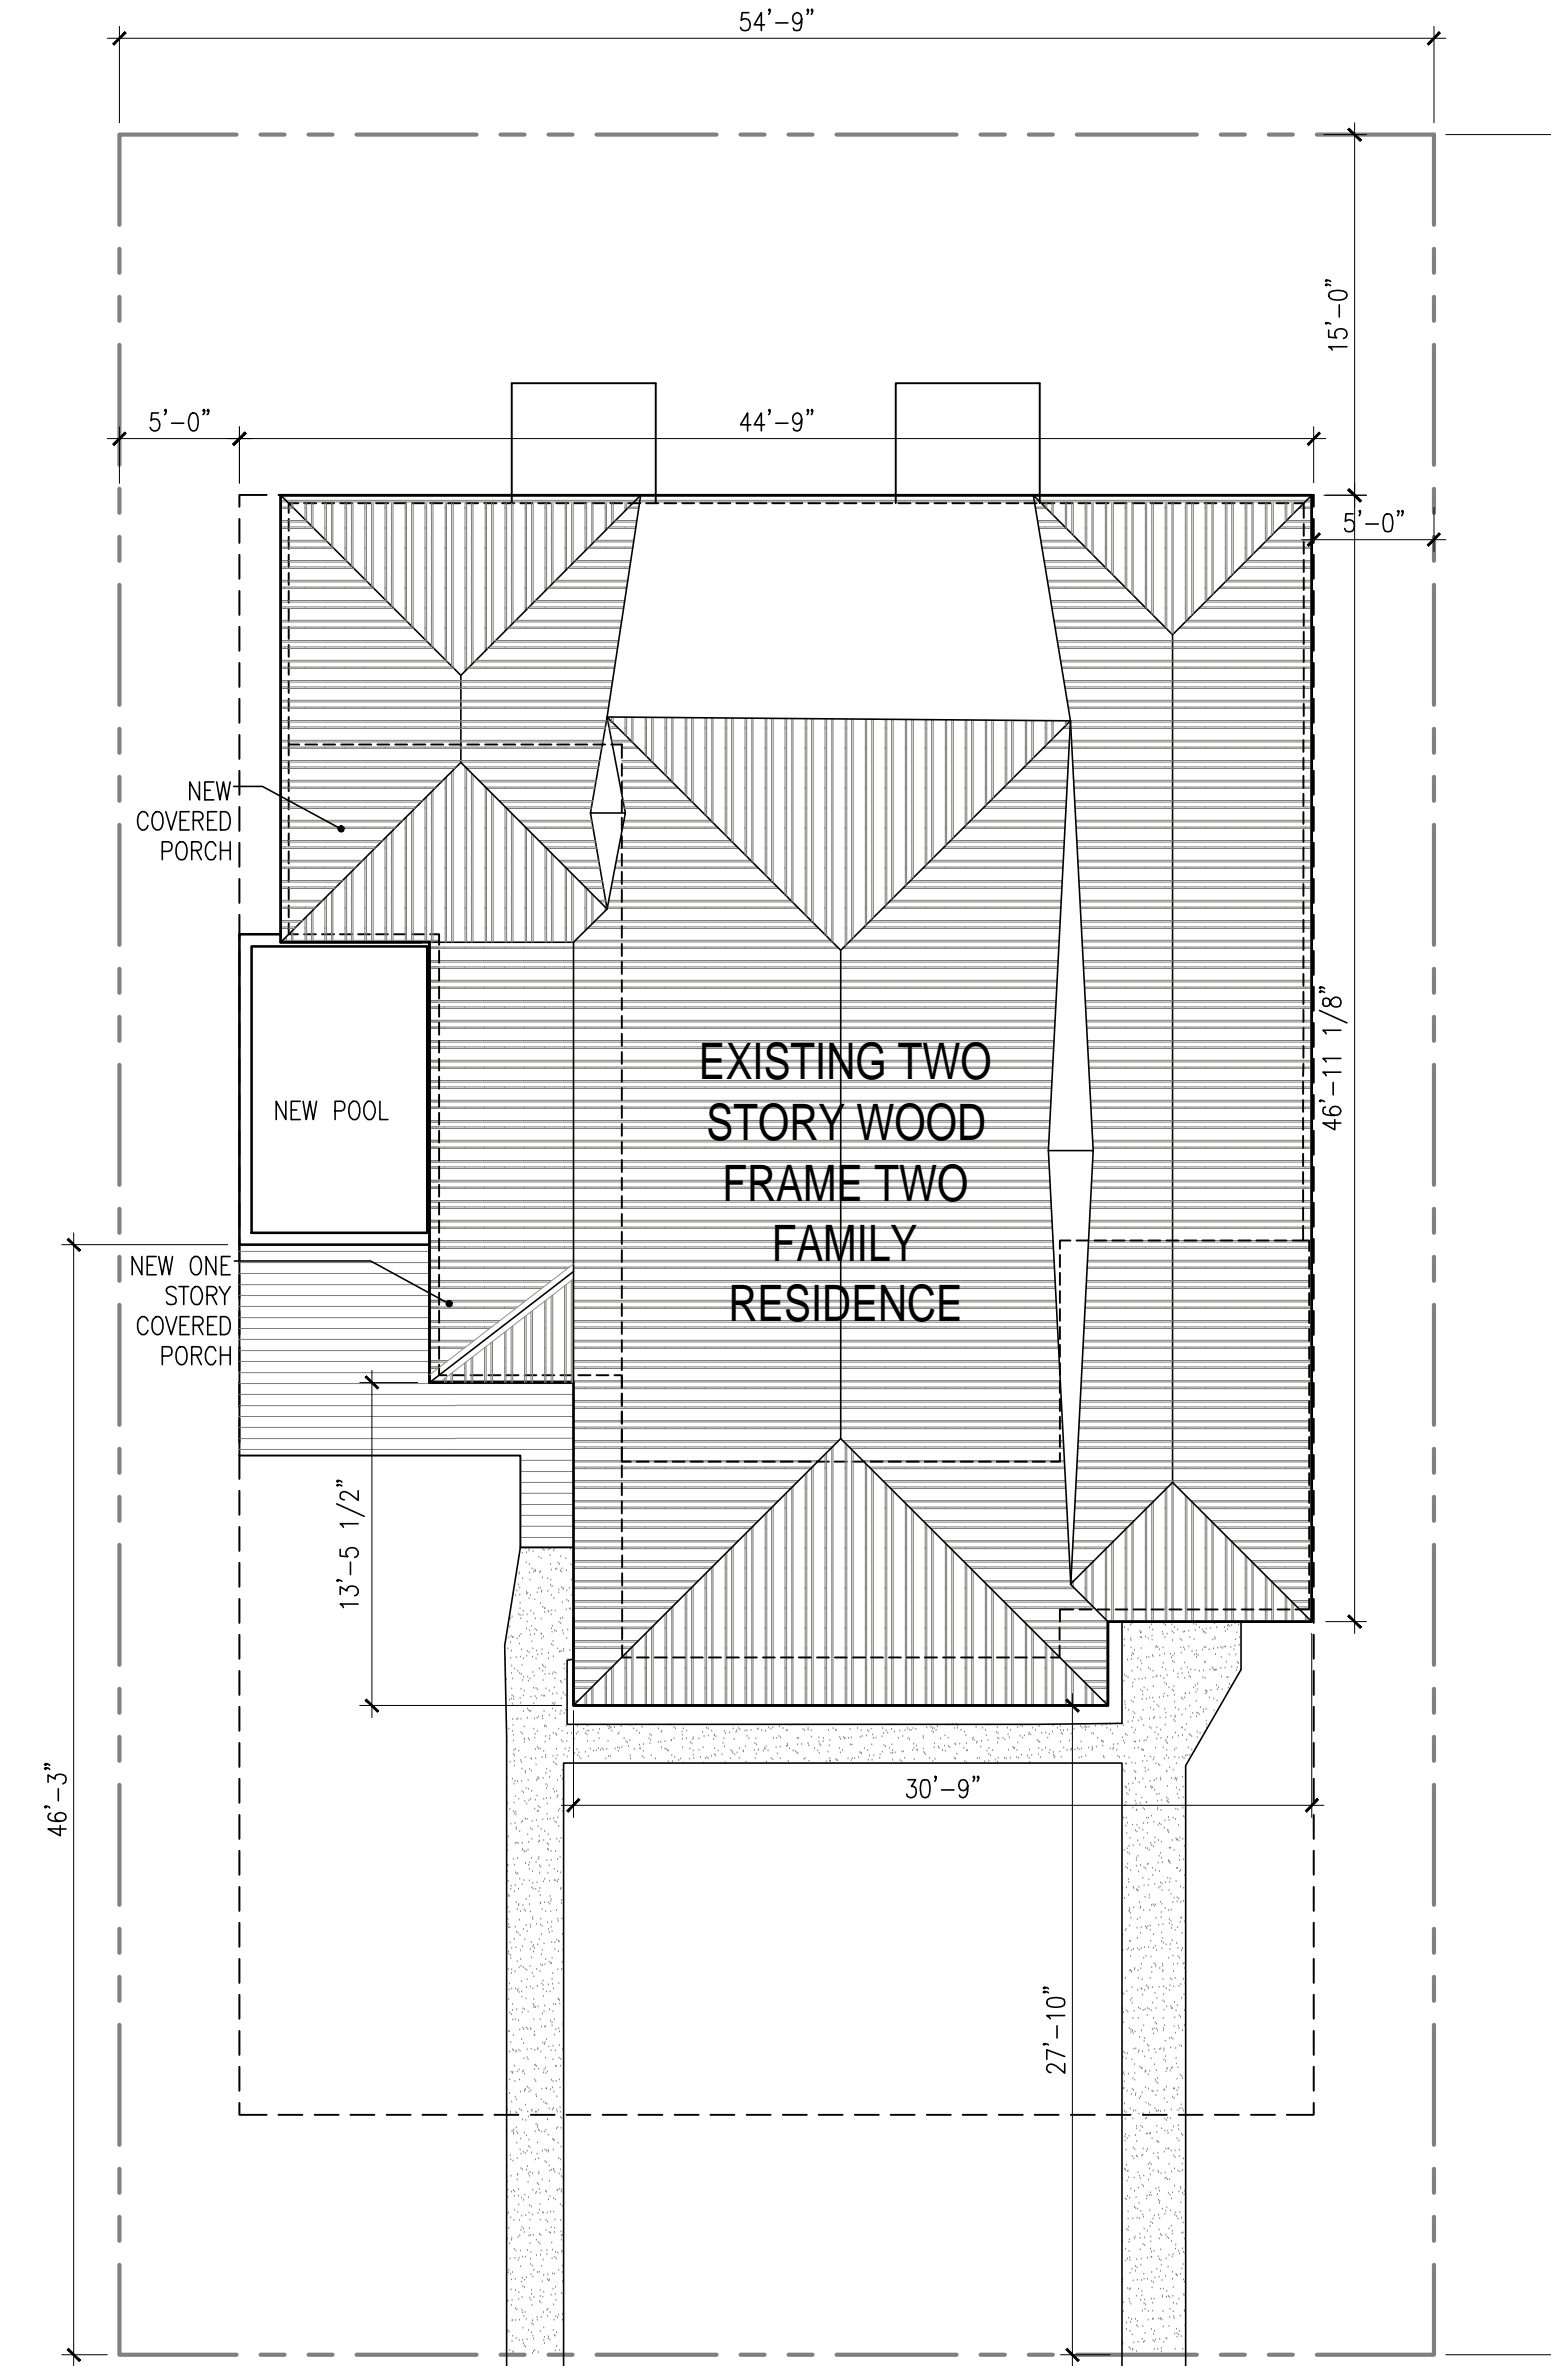 54'-9"
15'-0"
5'-0"
44'-9"
5'-0"
NEW
COVERED
PORCH
46'-11 1/8"
EXISTING TWO
STORY WOOD
FRAME TWO
FAMILY
RESIDENCE
NEW POOL
NEW ONE
STORY
COVERED
PORCH
13'-5 1/2"
46'-3"
30'-9"
27'-10"